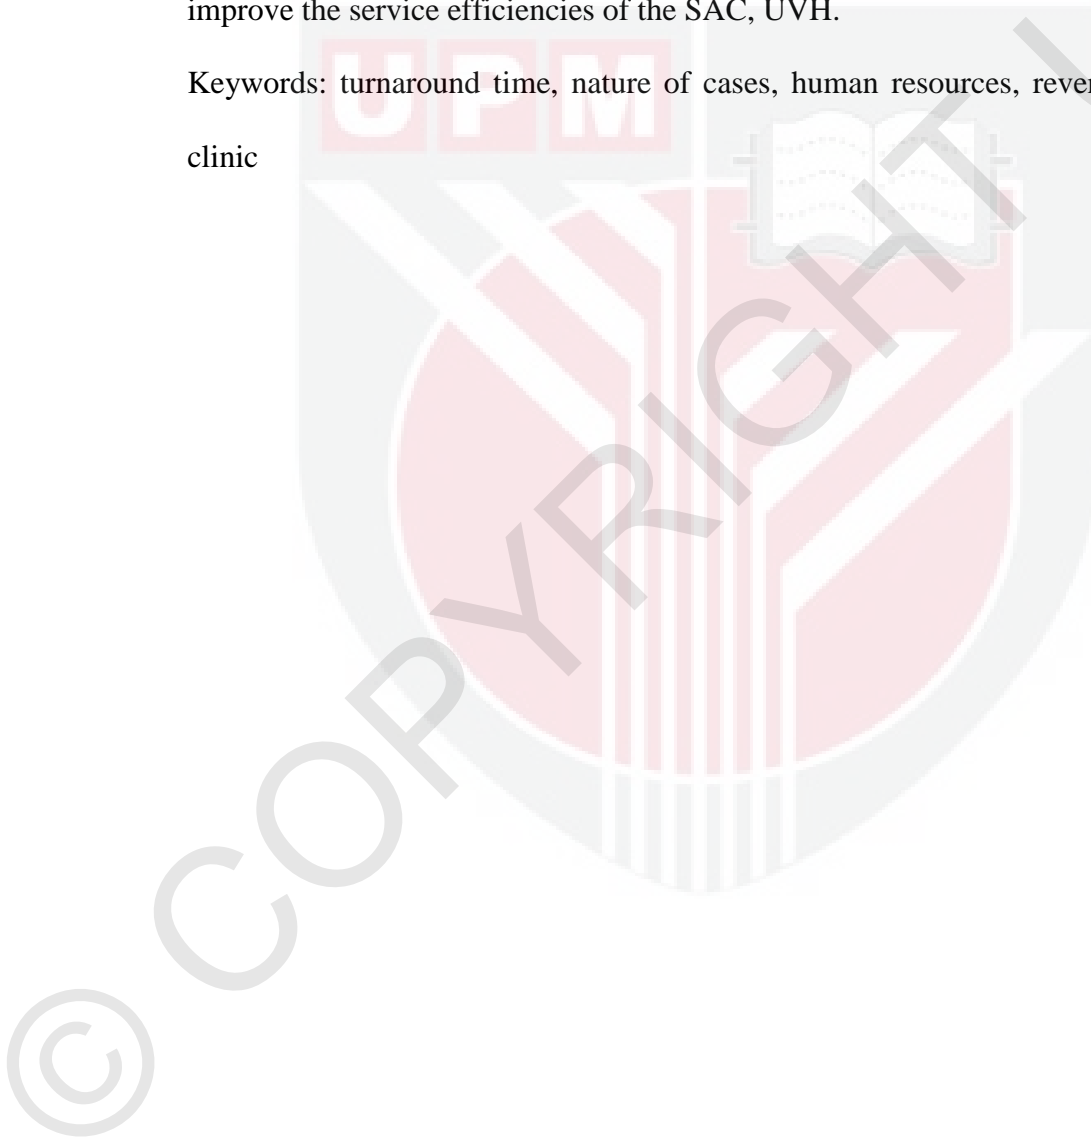 improve the service efficiencies of the SAC, UVH.
Keywords: turnaround time, nature of cases, human resources,
clinic
UPM
© COPYRIGHT